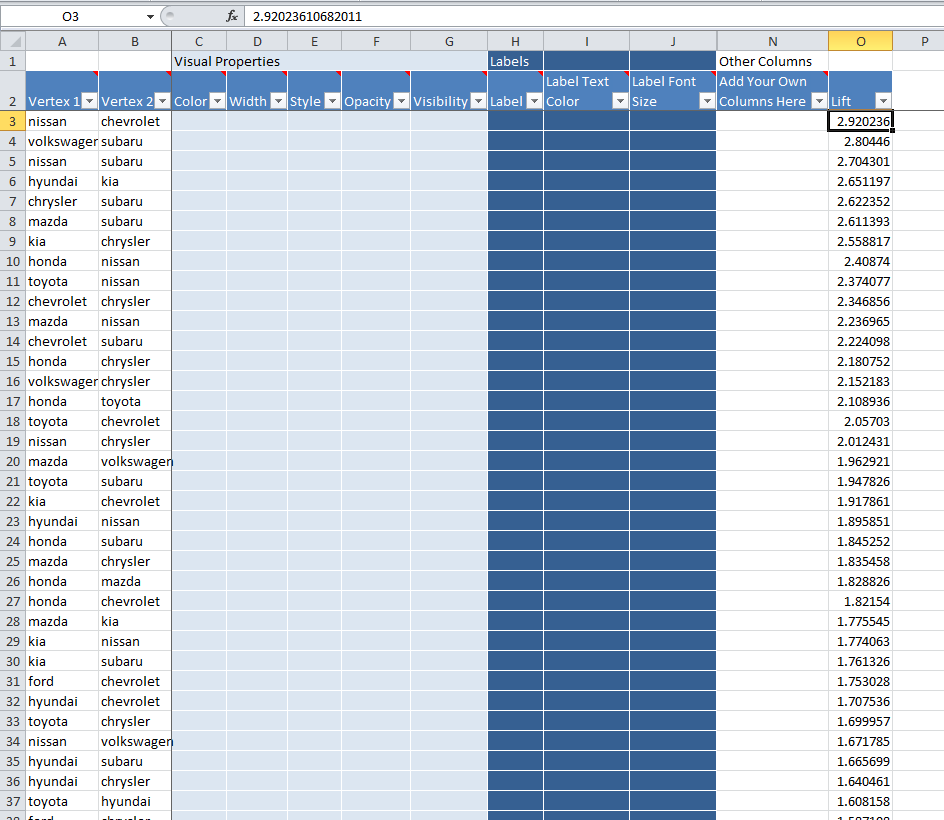 O3 fx 2.92023610682011
A B C D E F G H I J N O P
1 Visual Properties Labels Other Columns
2 Vertex 1 Vertex 2 Color Width Style Opacity Visibility Label Label Text Color Label Font Size Add Your Own Columns Here Lift
3 nissan chevrolet 2.920236
4 volkswagen subaru 2.80446
5 nissan subaru 2.704301
6 hyundai kia 2.651197
7 chrysler subaru 2.622352
8 mazda subaru 2.611393
9 kia chrysler 2.558817
10 honda nissan 2.40874
11 toyota nissan 2.374077
12 chevrolet chrysler 2.346856
13 mazda nissan 2.236965
14 chevrolet subaru 2.224098
15 honda chrysler 2.180752
16 volkswagen chrysler 2.152183
17 honda toyota 2.108936
18 toyota chevrolet 2.05703
19 nissan chrysler 2.012431
20 mazda volkswagen 1.962921
21 toyota subaru 1.947826
22 kia chevrolet 1.917861
23 hyundai nissan 1.895851
24 honda subaru 1.845252
25 mazda chrysler 1.835458
26 honda mazda 1.828826
27 honda chevrolet 1.82154
28 mazda kia 1.775545
29 kia nissan 1.774063
30 kia subaru 1.761326
31 ford chevrolet 1.753028
32 hyundai chevrolet 1.707536
33 toyota chrysler 1.699957
34 nissan volkswagen 1.671785
35 hyundai subaru 1.665699
36 hyundai chrysler 1.640461
37 toyota hyundai 1.608158